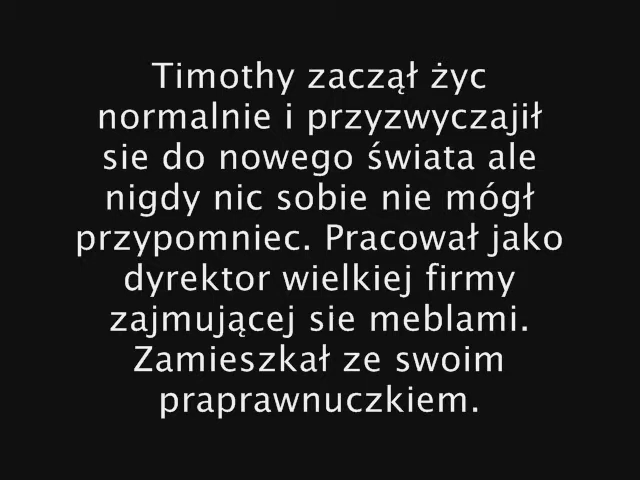 Timothy zaczął życ
normalnie i przyzwyczajił
sie do nowego świata ale
nigdy nic sobie nie mógł
przypomniec. Pracował jako
dyrektor wielkiej firmy
zajmującej sie meblami.
Zamieszkał ze swoim
praprawnuczkiem.